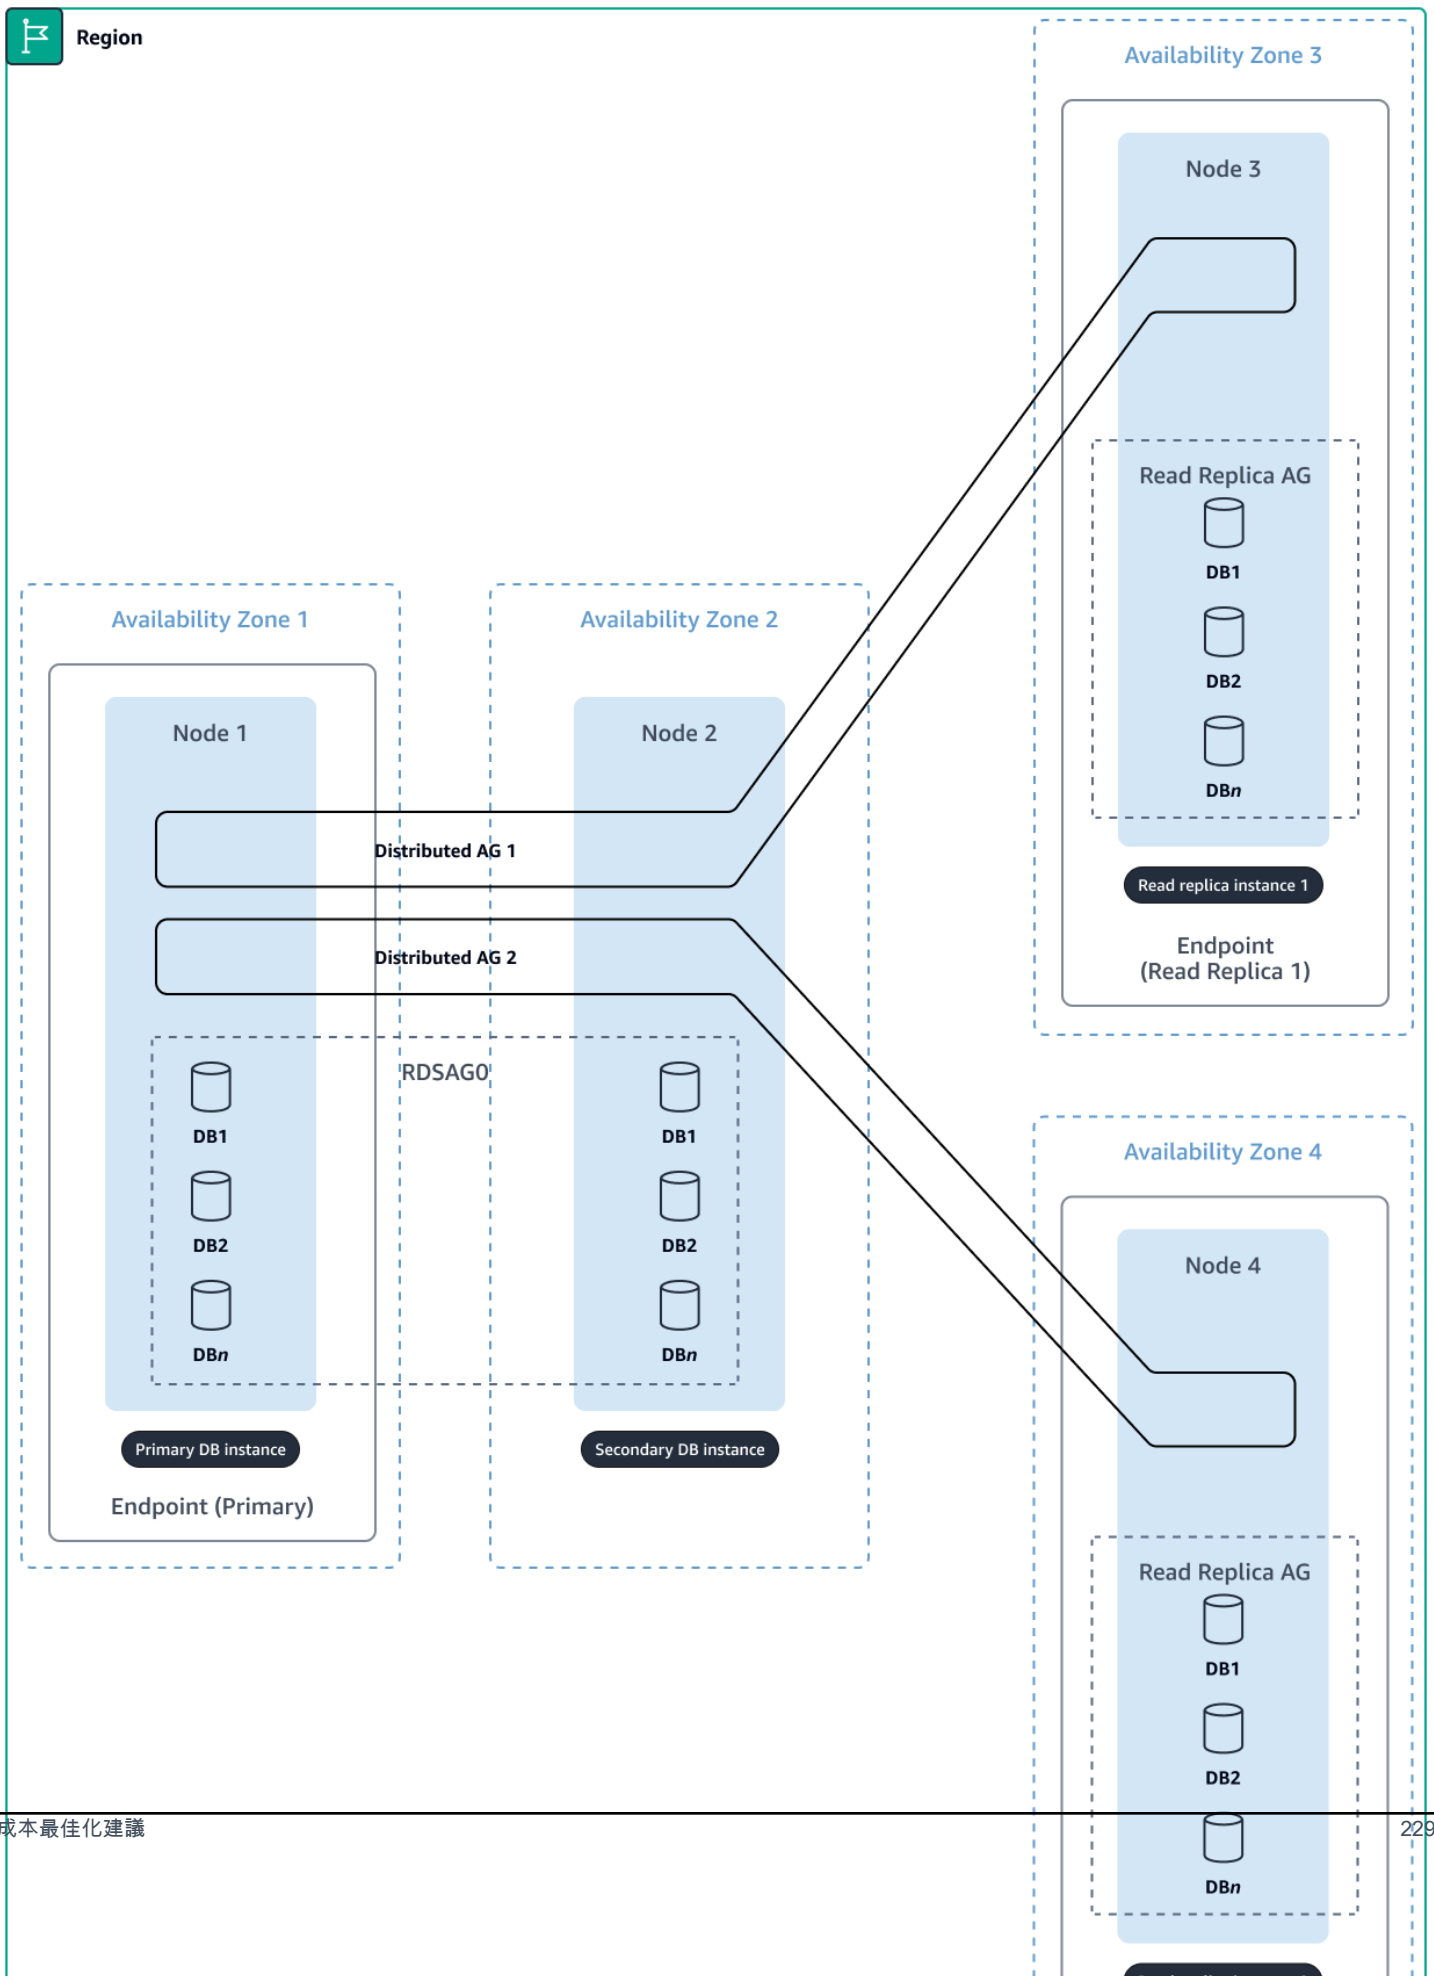 Region
Availability Zone 3
Node 3
Read Replica AG
DB1
DB2
DBn
Read replica instance 1
Endpoint
(Read Replica 1)
Availability Zone 1
Node 1
Availability Zone 2
Node 2
Distributed AG 1
Distributed AG 2
RDSAG0
DB1
DB2
DBn
DB1
DB2
DBn
Primary DB instance
Endpoint (Primary)
Secondary DB instance
Availability Zone 4
Node 4
Read Replica AG
DB1
DB2
DBn
成本最佳化建議
229